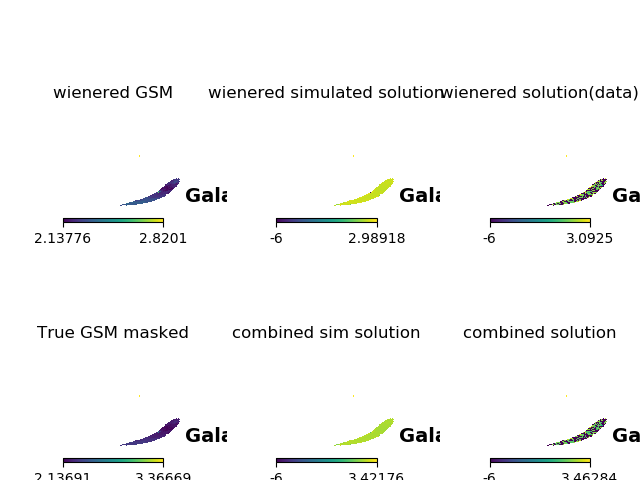 wienered GSM
wienered simulated solution
wienered solution(data)
Gala
Gala
Ga
2.13776
2.8201
-6
2.98918
-6
3.0925
True GSM masked
combined sim solution
combined solution
Gala
Gala
Ga
2.13691
3.36669
-6
3.42176
-6
3.46284